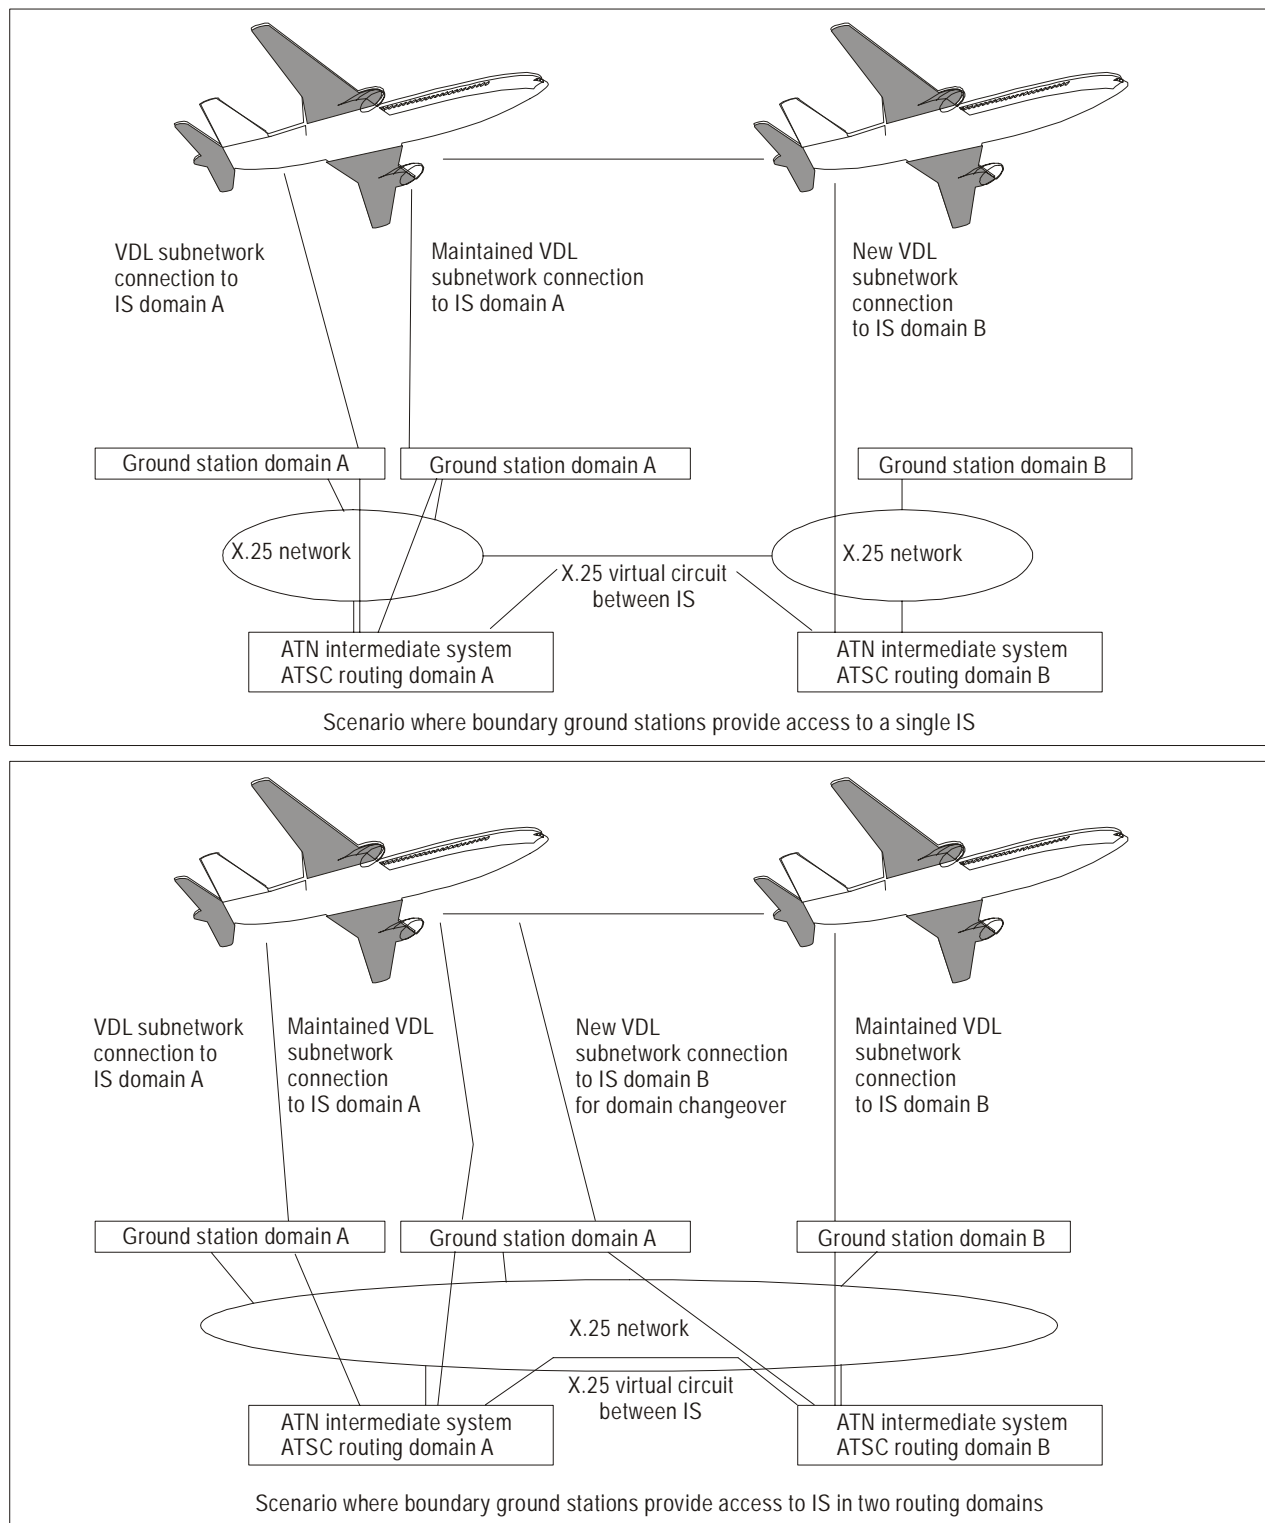 VDL subnetwork
connection to
IS domain A
Maintained VDL
subnetwork connection
to IS domain A
New VDL
subnetwork
connection
to IS domain B
Ground station domain A
Ground station domain A
Ground station domain B
X.25 network
X.25 network
X.25 virtual circuit
between IS
ATN intermediate system
ATSC routing domain A
ATN intermediate system
ATSC routing domain B
Scenario where boundary ground stations provide access to a single IS
VDL subnetwork
connection to
IS domain A
Maintained VDL
subnetwork
connection
to IS domain A
New VDL
subnetwork connection
to IS domain B
for domain changeover
Maintained VDL
subnetwork
connection
to IS domain B
Ground station domain A
Ground station domain A
Ground station domain B
X.25 network
X.25 virtual circuit
between IS
ATN intermediate system
ATSC routing domain A
ATN intermediate system
ATSC routing domain B
Scenario where boundary ground stations provide access to IS in two routing domains